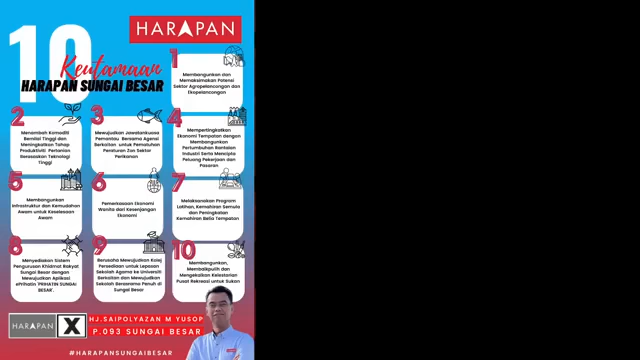 HARAPAN
10
Keutamaan
HARAPAN SUNGAI BESAR
1
Membangunkan dan
Memaksimakan Potensi
Sektor Agropelancongan dan
Ekopelancongan
2
Menambah Komoditi
Bernilai Tinggi dan
Meningkatkan Tahap
Produktiviti Pertanian
Berasaskan Teknologi
Tinggi
3
Mewujudkan Jawatankuasa
Pemantau Bersama Agensi
Berkaitan untuk Pematuhan
Peraturan Zon Sektor
Perikanan
4
Mempertingkatkan
Ekonomi Tempatan dengan
Membangunkan
Pertumbuhan Rantaian
Industri Serta Mencipta
Peluang Pekerjaan dan
Pasaran
5
Membangunkan
Infrastruktur dan Kemudahan
Awam untuk Keselesaan
Awam
6
Pemerkasaan Ekonomi
Wanita dari Kesenjangan
Ekonomi
7
Melaksanakan Program
Latihan, Kemahiran Semula
dan Peningkatan
Kemahiran Belia Tempatan
8
Menyediakan Sistem
Pengurusan Khidmat Rakyat
Sungai Besar dengan
Mewujudkan Aplikasi
ePrihatin 'PRIHATIN SUNGAI
BESAR'.
9
Berusaha Mewujudkan Kolej
Persediaan untuk Lepasan
Sekolah Agama ke Universiti
Berkaitan dan Mewujudkan
Sekolah Berasrama Penuh di
Sungai Besar
10
Membangunkan,
Membaikpulih dan
Mengekalkan Kelestarian
Pusat Rekreasi untuk Sukan
HARAPAN
X
HJ.SAIPOLYAZAN M YUSOP
P.093 SUNGAI BESAR
#HARAPANSUNGAIBESAR